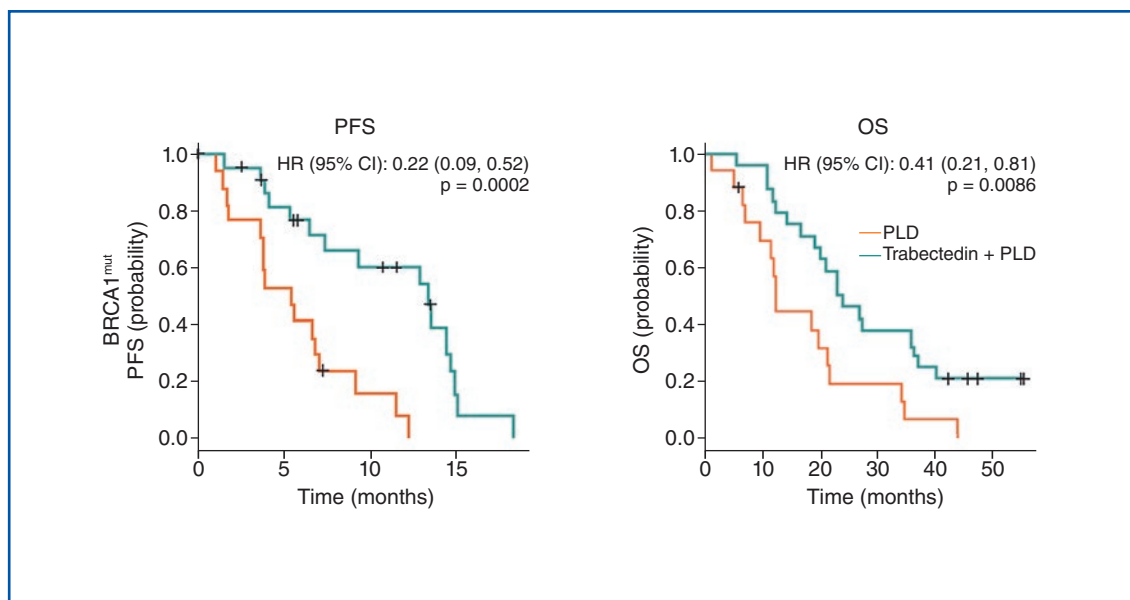 PFS
HR (95% CI): 0.22 (0.09, 0.52)
p = 0.0002
BRCA1mut
PFS (probability)
1.0
0.8
0.6
0.4
0.2
0.0
0 5 10 15
Time (months)
OS
HR (95% CI): 0.41 (0.21, 0.81)
p = 0.0086
PLD
Trabectedin + PLD
OS (probability)
1.0
0.8
0.6
0.4
0.2
0.0
0 10 20 30 40 50
Time (months)